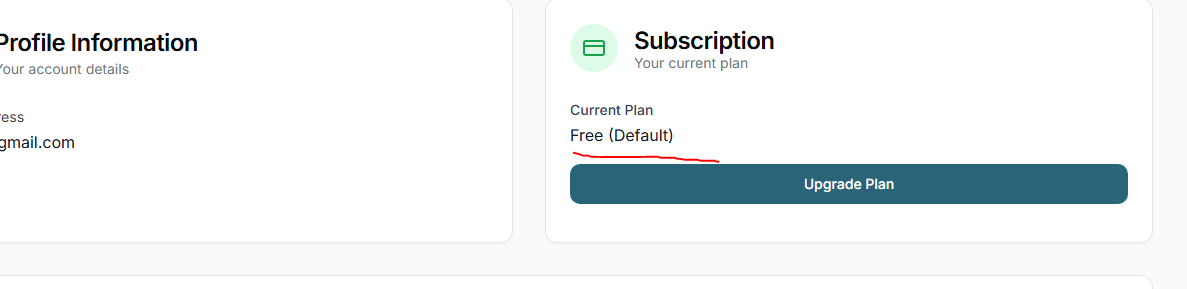 Profile Information
Your account details
ress
gmail.com
Subscription
Your current plan
Current Plan
Free (Default)
Upgrade Plan